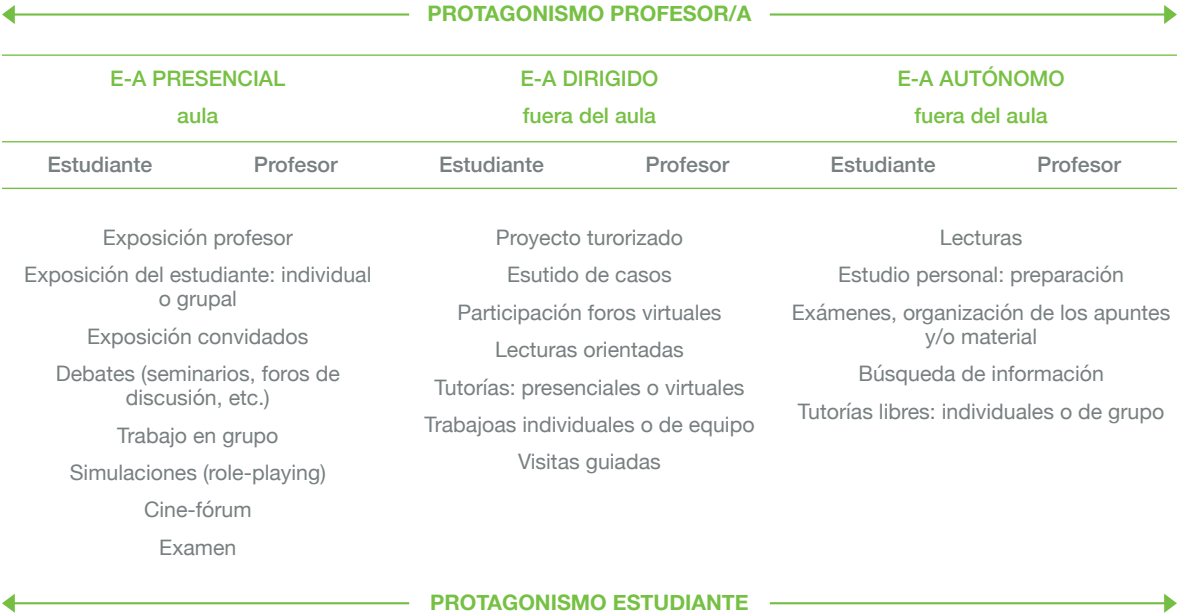 PROTAGONISMO PROFESOR/A
E-A PRESENCIAL
aula
E-A DIRIGIDO
fuera del aula
E-A AUTÓNOMO
fuera del aula
Estudiante Profesor Estudiante Profesor Estudiante Profesor
Exposición profesor
Exposición del estudiante: individual
o grupal
Exposición convidados
Debates (seminarios, foros de
discusión, etc.)
Trabajo en grupo
Simulaciones (role-playing)
Cine-fórum
Examen
Proyecto turorizado
Esutido de casos
Participación foros virtuales
Lecturas orientadas
Tutorías: presenciales o virtuales
Trabajoas individuales o de equipo
Visitas guiadas
Lecturas
Estudio personal: preparación
Exámenes, organización de los apuntes
y/o material
Búsqueda de información
Tutorías libres: individuales o de grupo
PROTAGONISMO ESTUDIANTE